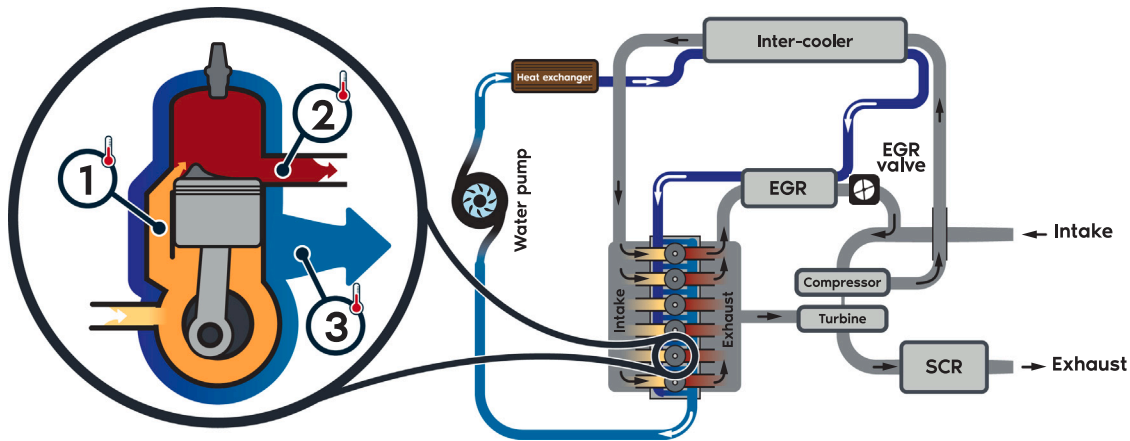 Inter-cooler
Heat exchanger
2
1
EGR
valve
EGR
Water pump
Intake
Compressor
Intake
Exhaust
Turbine
3
SCR
Exhaust